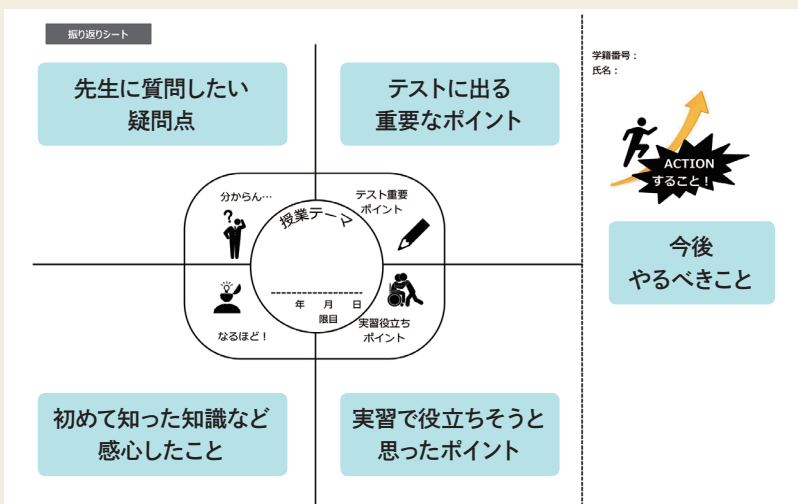 振り返りシート
先生に質問したい
疑問点
テストに出る
重要なポイント
学籍番号：
氏名：
ACTION
すること！
今後
やるべきこと
分からん…
?
テスト重要
ポイント
授業テーマ
年 月 日
限目
なるほど！
実習役立ち
ポイント
初めて知った知識など
感心したこと
実習で役立ちそうと
思ったポイント